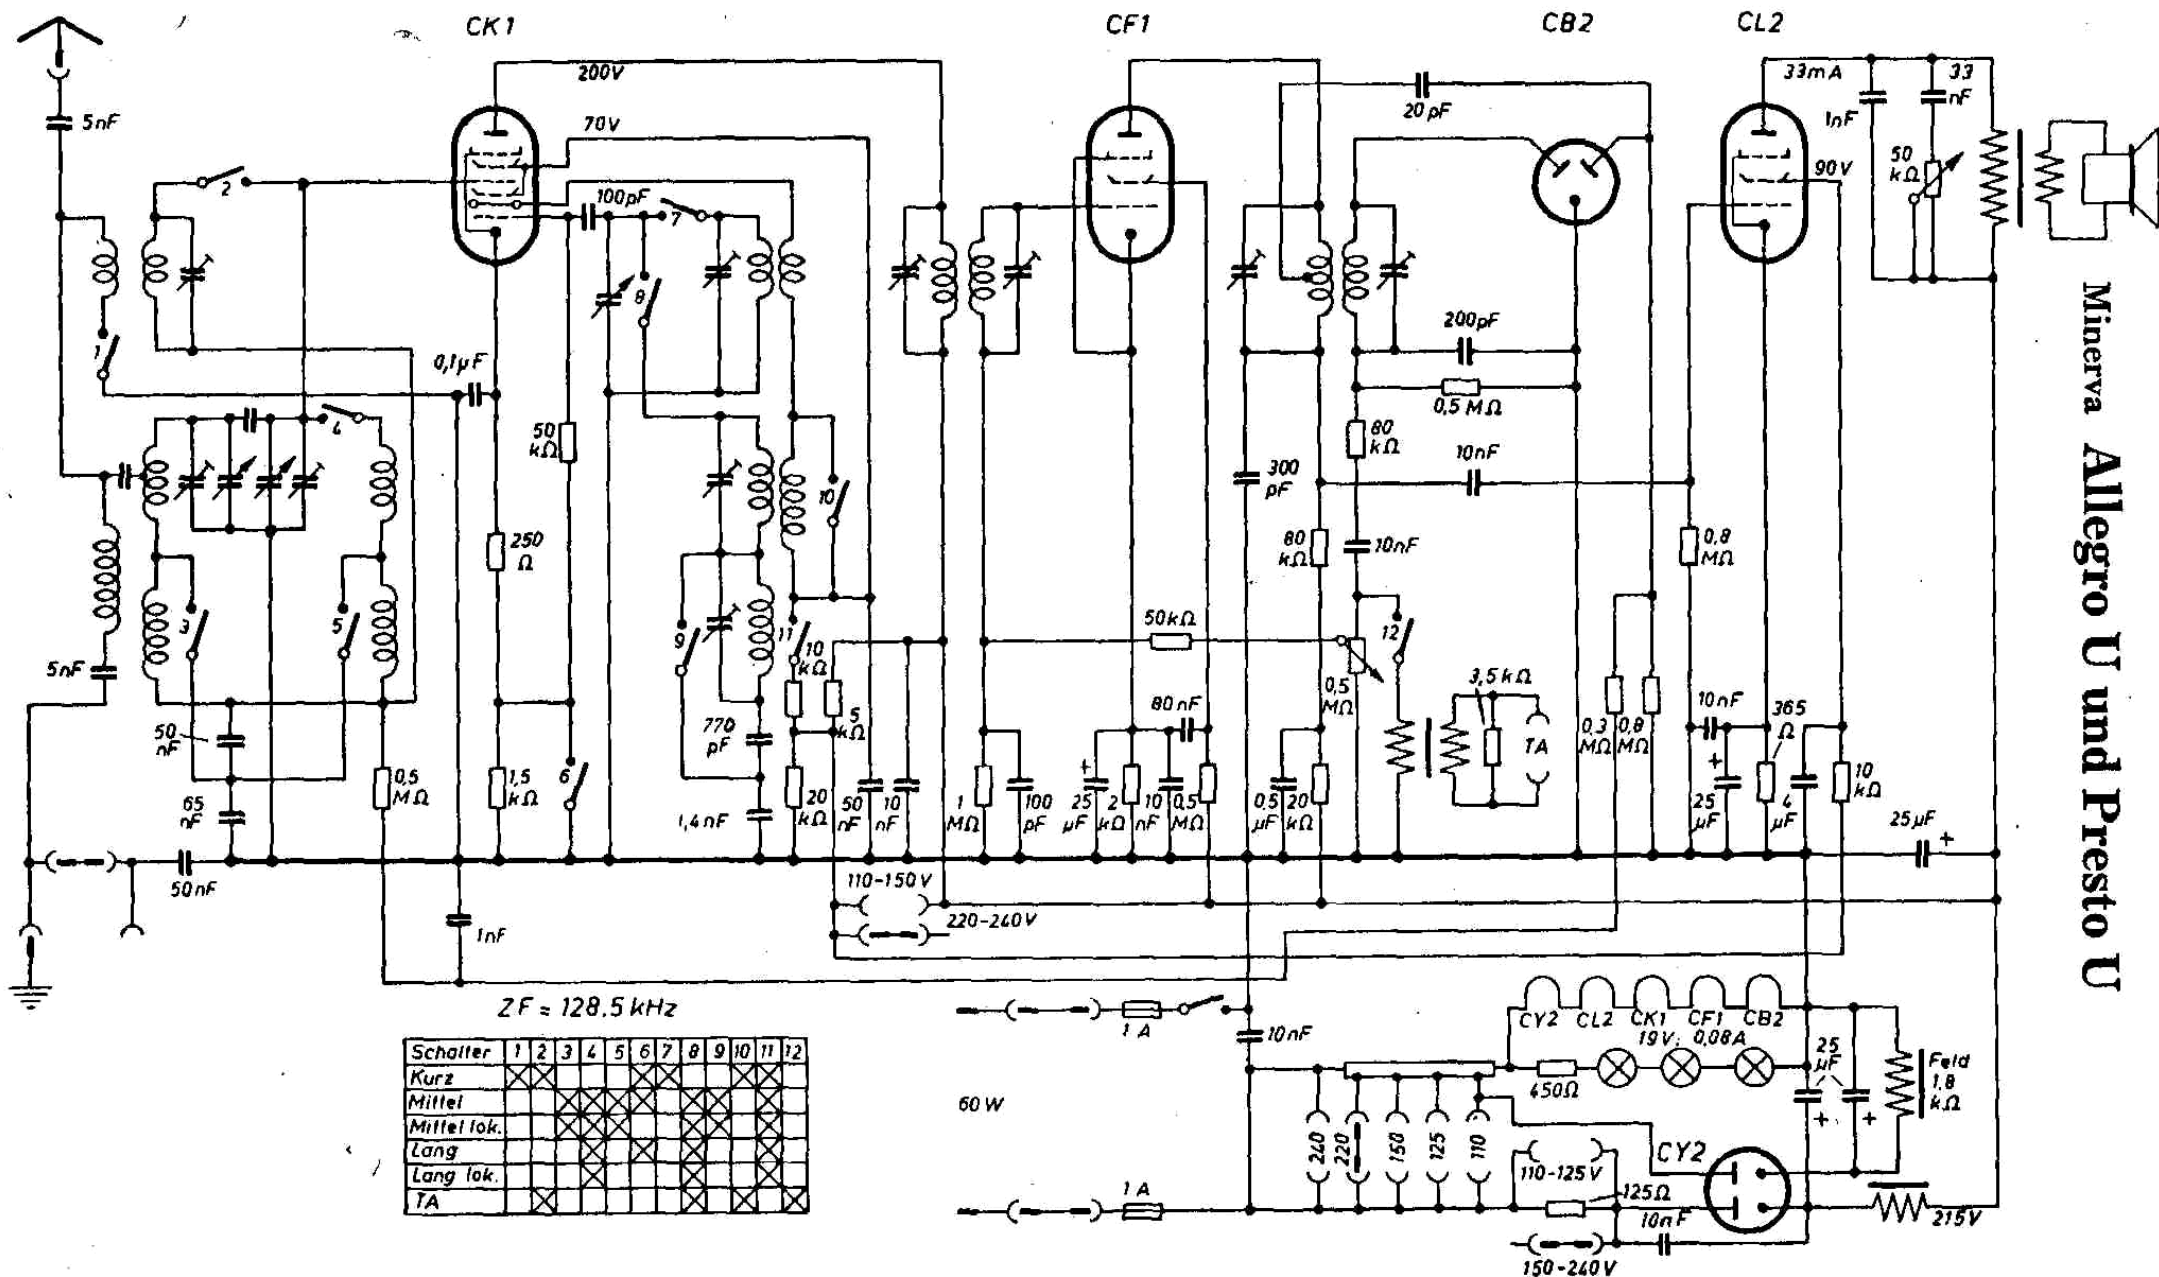 CK1
CF1
CB2
CL2
Minerva Allegro U und Presto U
200V
33mA
33 nF
5nF
70V
20pF
1nF
50 kΩ
90V
2
100pF
7
8
1
0,1µF
200pF
0,5 MΩ
4
50 kΩ
80 kΩ
10nF
300 pF
10
250 Ω
80 kΩ
10nF
0,8 MΩ
3
5
9
11
10 kΩ
50kΩ
12
5nF
0,5 MΩ
3,5kΩ
5 kΩ
80 nF
10nF
365 Ω
50 nF
770 pF
TA
0,3 MΩ
0,8 MΩ
65 nF
0,5 MΩ
1,5 kΩ
6
1,4nF
20 kΩ
50 nF
10 nF
1 MΩ
100 pF
+
25 µF
2 kΩ
10 nF
0,5 MΩ
0,5 µF
20 kΩ
+
25 µF
4 µF
10 kΩ
25µF +
50nF
110-150V
220-240V
1nF
ZF = 128.5 kHz
1 A
10nF
CY2 CL2 CK1 CF1 CB2
19V; 0,08A
25 µF
Feld 1,8 kΩ
450Ω
+
+
60 W
240 220 150 125 110
CY2
110-125V
125Ω
1 A
10nF
215V
150-240V
Schalter 1 2 3 4 5 6 7 8 9 10 11 12
Kurz X X X X X X
Mittel X X X X X X X
Mittel lok. X X X X X X
Lang X X X X
Lang lok. X X X
TA X X X X